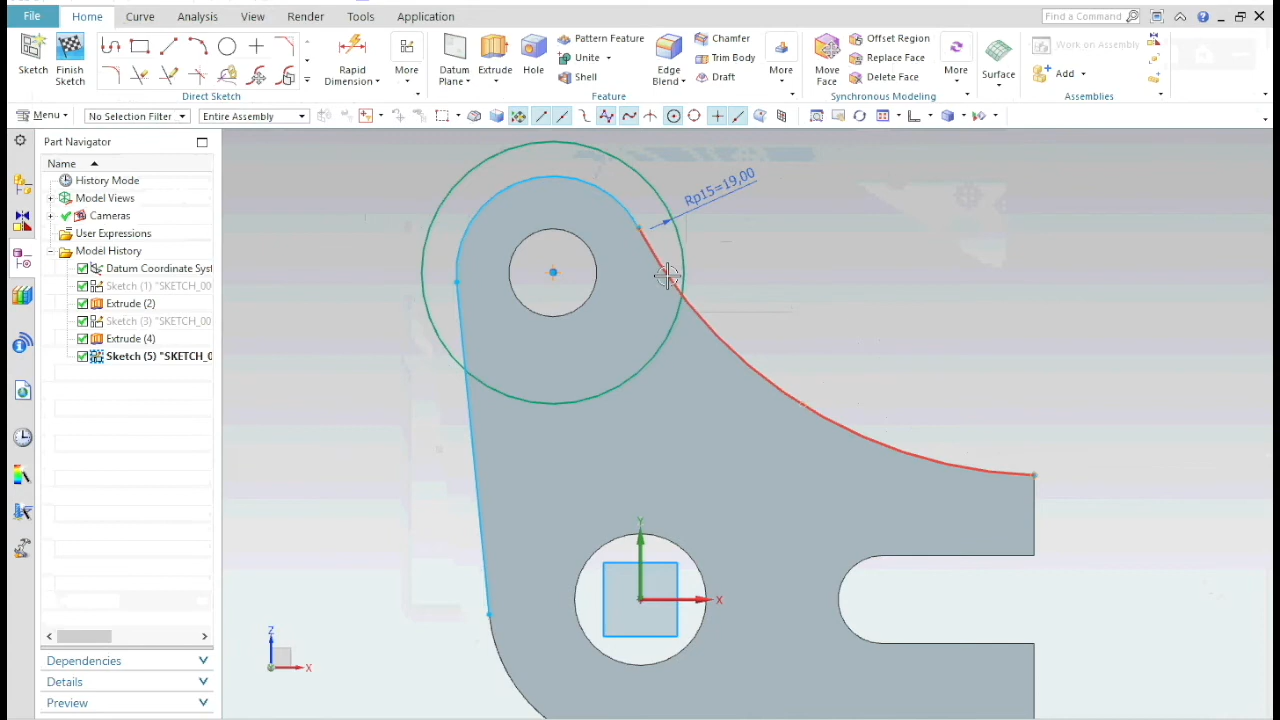 File Home Curve Analysis View Render Tools Application Find a Command
Sketch Finish Sketch Rapid Dimension More Datum Plane Extrude Hole Pattern Feature Unite Shell Edge Blend Chamfer Trim Body Draft More Move Face Offset Region Replace Face Delete Face More Surface Work on Assembly Add
Direct Sketch Feature Synchronous Modeling Assemblies
Menu No Selection Filter Entire Assembly
Part Navigator
Name
History Mode
Model Views
Cameras
User Expressions
Model History
Datum Coordinate Sys
Sketch (1) "SKETCH_00
Extrude (2)
Sketch (3) "SKETCH_00
Extrude (4)
Sketch (5) "SKETCH_0
Dependencies
Details
Preview
Rp15=19,00
Y
X
Z
X